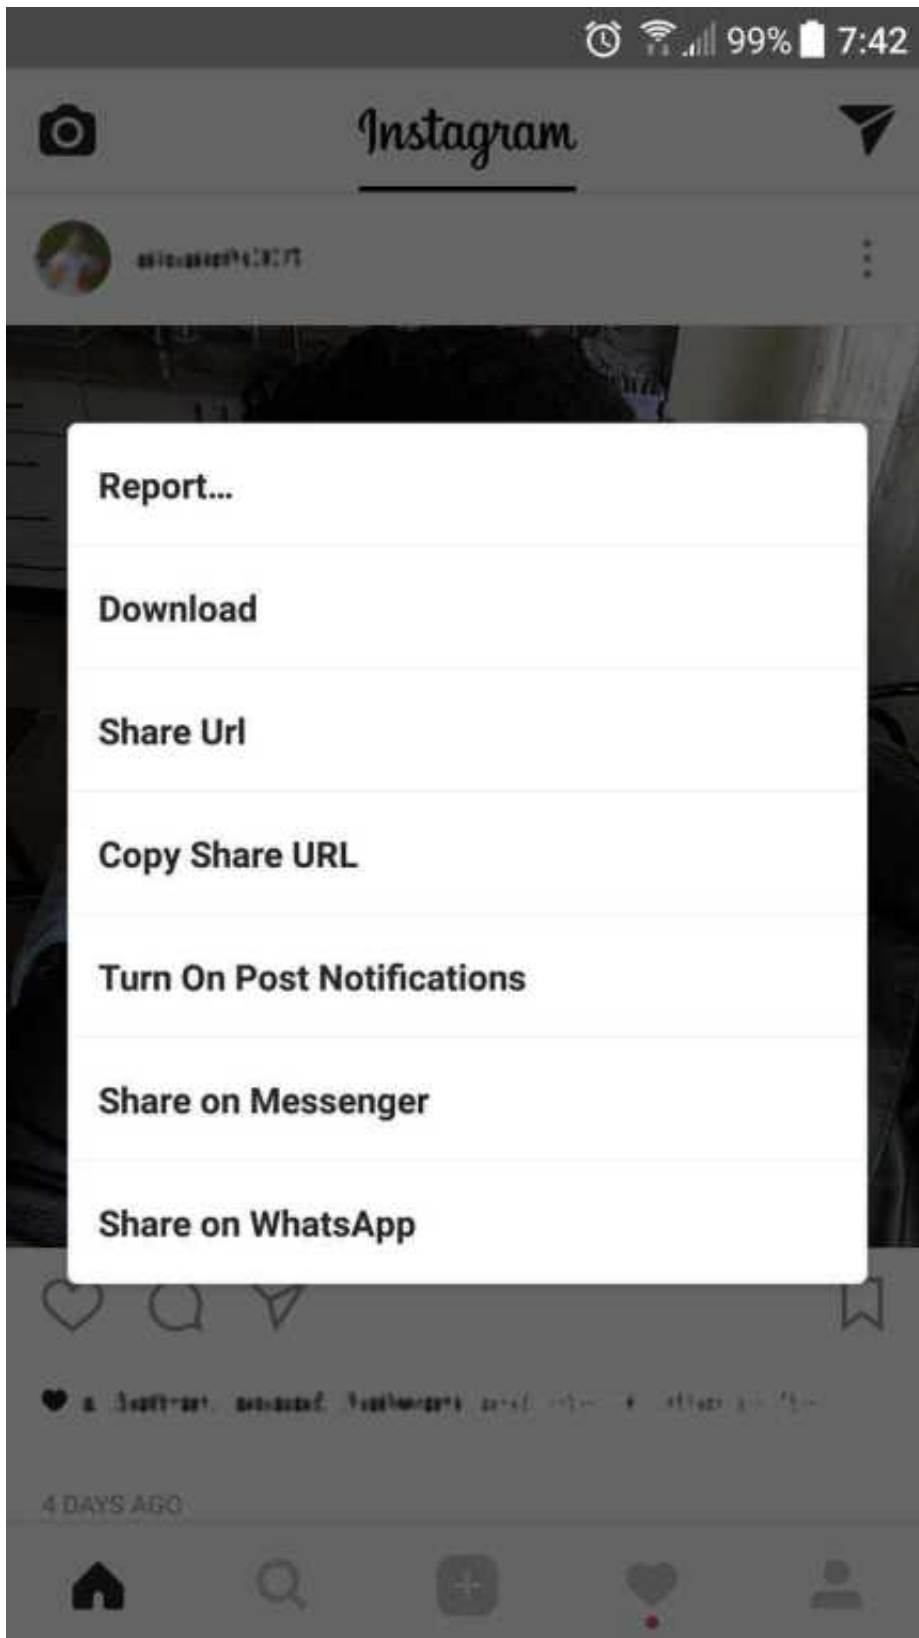 99% 7:42
Instagram
Report...
Download
Share Url
Copy Share URL
Turn On Post Notifications
Share on Messenger
Share on WhatsApp
4 DAYS AGO